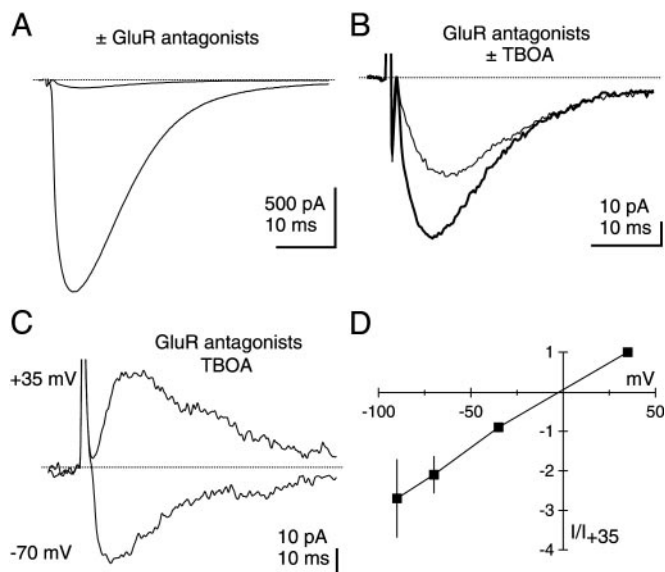 A
± GluR antagonists
500 pA
10 ms
B
GluR antagonists
± TBOA
10 pA
10 ms
C
GluR antagonists
TBOA
+35 mV
-70 mV
10 pA
10 ms
D
1
mV
-100
-50
0
50
-1
-2
-3
-4
I/I+35